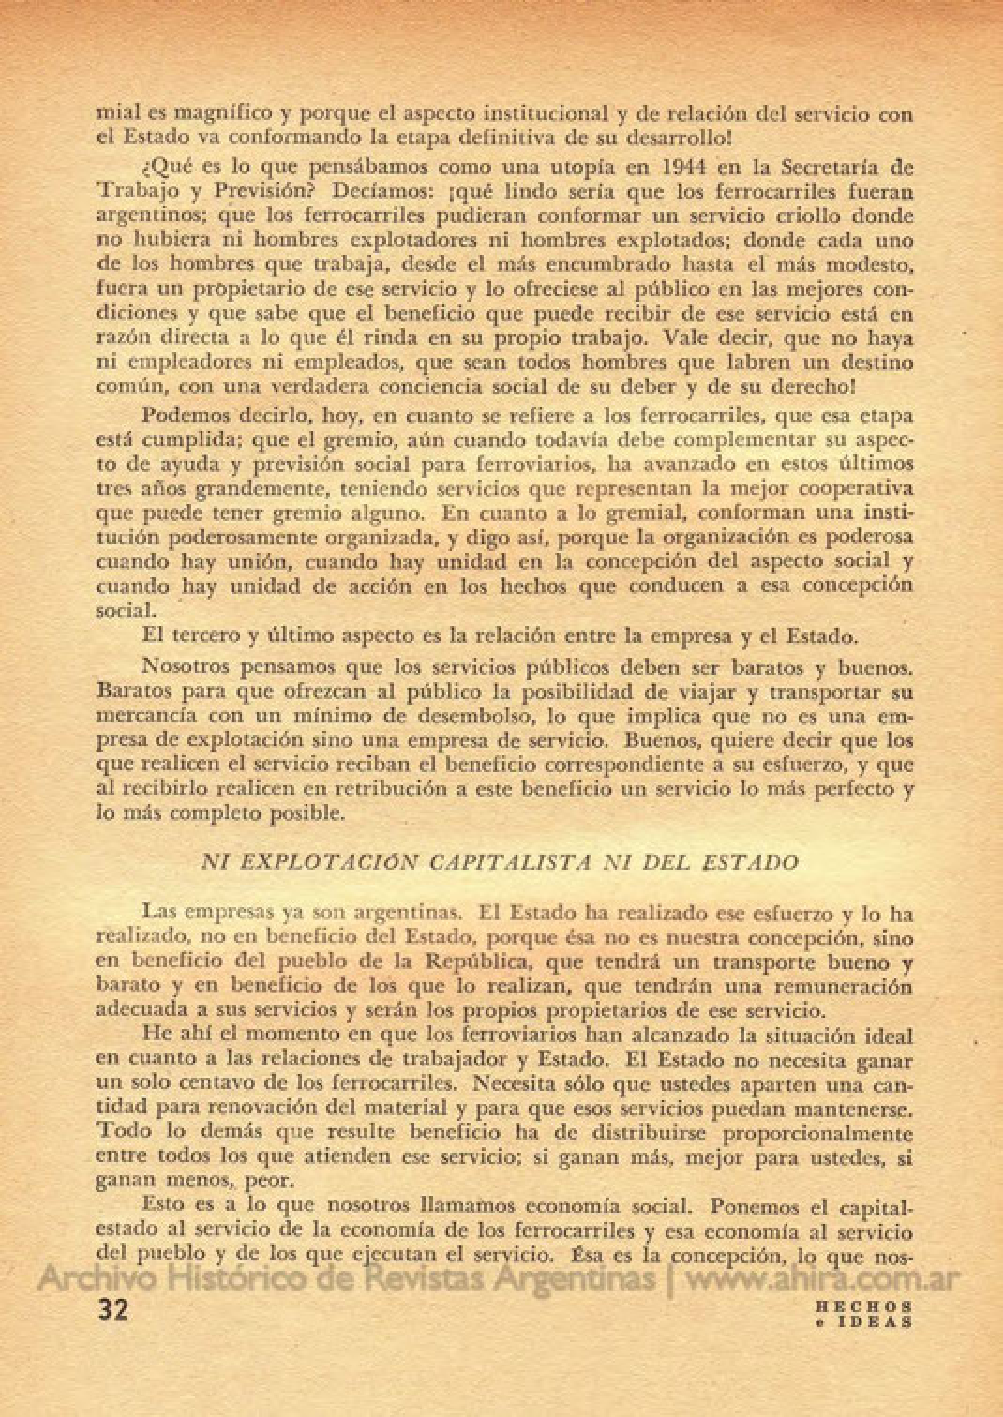 mial es magnífico y porque el aspecto institucional y de relación del servicio con
el Estado va conformando la etapa definitiva de su desarrollo!
¿Qué es lo que pensábamos como una utopía en 1944 en la Secretaría de
Trabajo y Previsión? Decíamos: ¡qué lindo sería que los ferrocarriles fueran
argentinos; que los ferrocarriles pudieran conformar un servicio criollo donde
no hubiera ni hombres explotadores ni hombres explotados; donde cada uno
de los hombres que trabaja, desde el más encumbrado hasta el más modesto,
fuera un propietario de ese servicio y lo ofreciese al público en las mejores con-
diciones y que sabe que el beneficio que puede recibir de ese servicio está en
razón directa a lo que él rinda en su propio trabajo. Vale decir, que no haya
ni empleadores ni empleados, que sean todos hombres que labren un destino
común, con una verdadera conciencia social de su deber y de su derecho!
Podemos decirlo, hoy, en cuanto se refiere a los ferrocarriles, que esa etapa
está cumplida; que el gremio, aún cuando todavía debe complementar su aspec-
to de ayuda y previsión social para ferroviarios, ha avanzado en estos últimos
tres años grandemente, teniendo servicios que representan la mejor cooperativa
que puede tener gremio alguno. En cuanto a lo gremial, conforman una insti-
tución poderosamente organizada, y digo así, porque la organización es poderosa
cuando hay unión, cuando hay unidad en la concepción del aspecto social y
cuando hay unidad de acción en los hechos que conducen a esa concepción
social.
El tercero y último aspecto es la relación entre la empresa y el Estado.
Nosotros pensamos que los servicios públicos deben ser baratos y buenos.
Baratos para que ofrezcan al público la posibilidad de viajar y transportar su
mercancía con un mínimo de desembolso, lo que implica que no es una em-
presa de explotación sino una empresa de servicio. Buenos, quiere decir que los
que realicen el servicio reciban el beneficio correspondiente a su esfuerzo, y que
al recibirlo realicen en retribución a este beneficio un servicio lo más perfecto y
lo más completo posible.
NI EXPLOTACIÓN CAPITALISTA NI DEL ESTADO
Las empresas ya son argentinas. El Estado ha realizado ese esfuerzo y lo ha
realizado, no en beneficio del Estado, porque ésa no es nuestra concepción, sino
en beneficio del pueblo de la República, que tendrá un transporte bueno y
barato y en beneficio de los que lo realizan, que tendrán una remuneración
adecuada a sus servicios y serán los propios propietarios de ese servicio.
He ahí el momento en que los ferroviarios han alcanzado la situación ideal
en cuanto a las relaciones de trabajador y Estado. El Estado no necesita ganar
un solo centavo de los ferrocarriles. Necesita sólo que ustedes aparten una can-
tidad para renovación del material y para que esos servicios puedan mantenerse.
Todo lo demás que resulte beneficio ha de distribuirse proporcionalmente
entre todos los que atienden ese servicio; si ganan más, mejor para ustedes, si
ganan menos, peor.
Esto es a lo que nosotros llamamos economía social. Ponemos el capital-
estado al servicio de la economía de los ferrocarriles y esa economía al servicio
del pueblo y de los que ejecutan el servicio. Ésa es la concepción, lo que nos-
Archivo Histórico de Revistas Argentinas | www.ahira.com.ar
32
HECHOS
e IDEAS